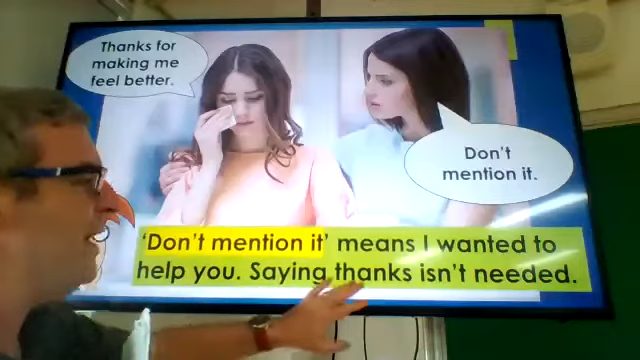 Thanks for
making me
feel better.
Don't
mention it.
'Don't mention it' means I wanted to
help you. Saying thanks isn't needed.